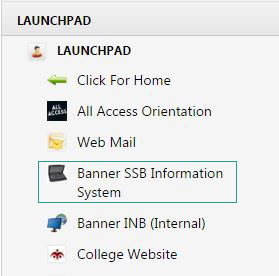 LAUNCHPAD
LAUNCHPAD
Click For Home
ALL
ACCESS
All Access Orientation
Web Mail
Banner SSB Information
System
Banner INB (Internal)
College Website